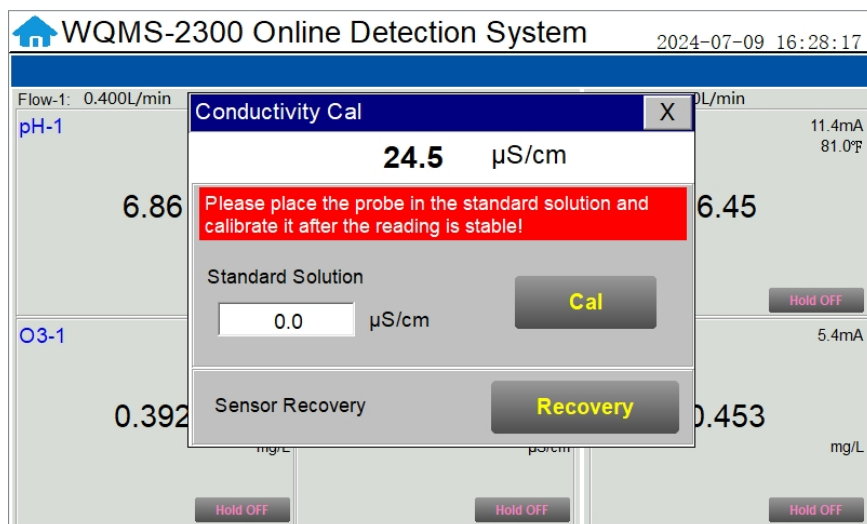 WQMS-2300 Online Detection System
2024-07-09 16:28:17
Flow-1: 0.400L/min
0L/min
pH-1
6.86
11.4mA
81.0℉
6.45
Hold OFF
Conductivity Cal
X
24.5 µS/cm
Please place the probe in the standard solution and
calibrate it after the reading is stable!
Standard Solution
0.0 µS/cm
Cal
Sensor Recovery
Recovery
O3-1
0.392
mg/L
Hold OFF
µS/cm
Hold OFF
5.4mA
0.453
mg/L
Hold OFF